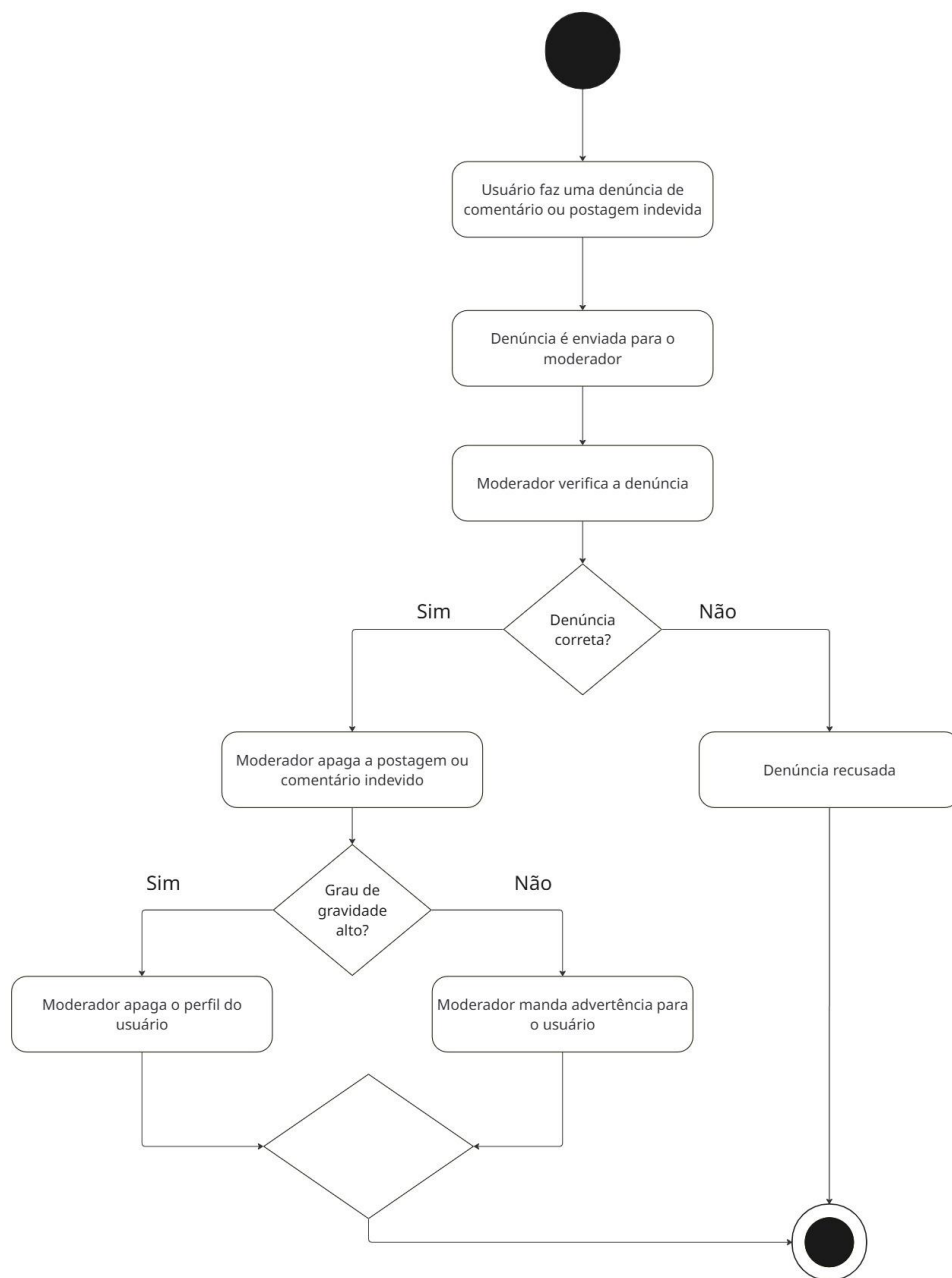 Usuário faz uma denúncia de
comentário ou postagem indevida
Denúncia é enviada para o
moderador
Moderador verifica a denúncia
Sim
Denúncia
correta?
Não
Moderador apaga a postagem ou
comentário indevido
Denúncia recusada
Sim
Grau de
gravidade
alto?
Não
Moderador apaga o perfil do
usuário
Moderador manda advertência para
o usuário